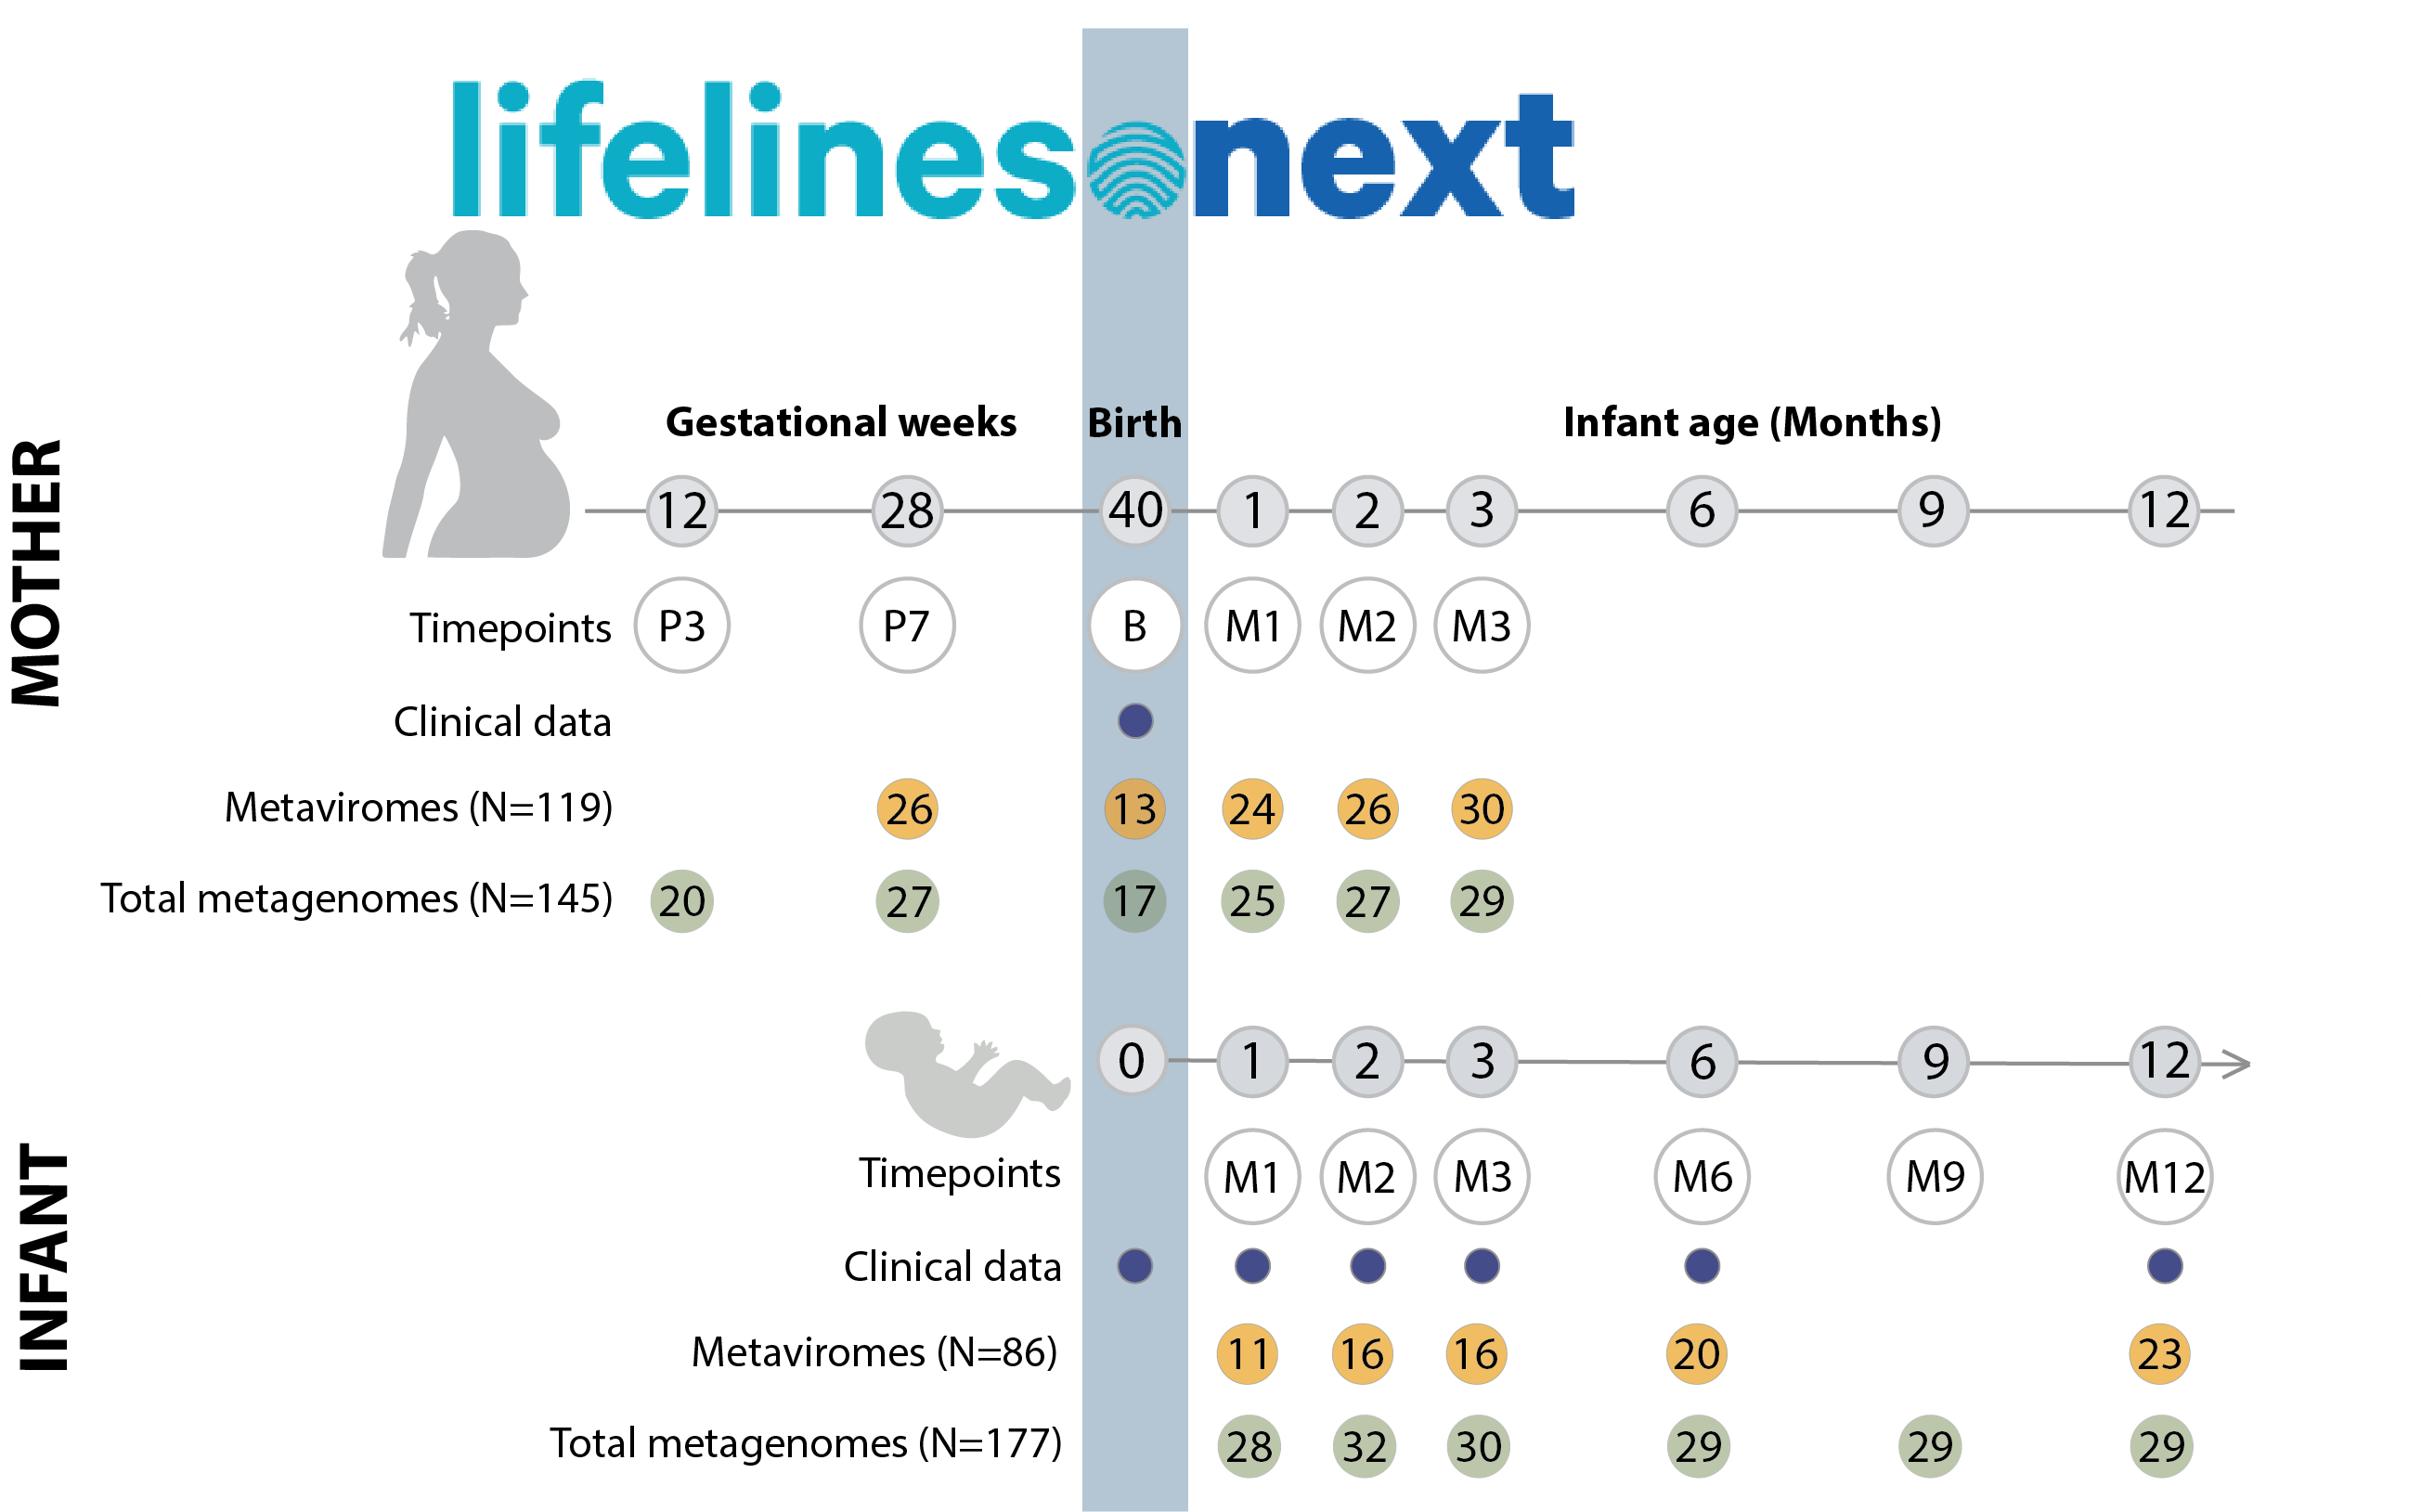 lifelines next
Gestational weeks Birth Infant age (Months)
12 28 40 1 2 3 6 9 12
MOTHER
Timepoints P3 P7 B M1 M2 M3
Clinical data
Metaviromes (N=119) 26 13 24 26 30
Total metagenomes (N=145) 20 27 17 25 27 29
0 1 2 3 6 9 12
INFANT
Timepoints M1 M2 M3 M6 M9 M12
Clinical data
Metaviromes (N=86) 11 16 16 20 23
Total metagenomes (N=177) 28 32 30 29 29 29